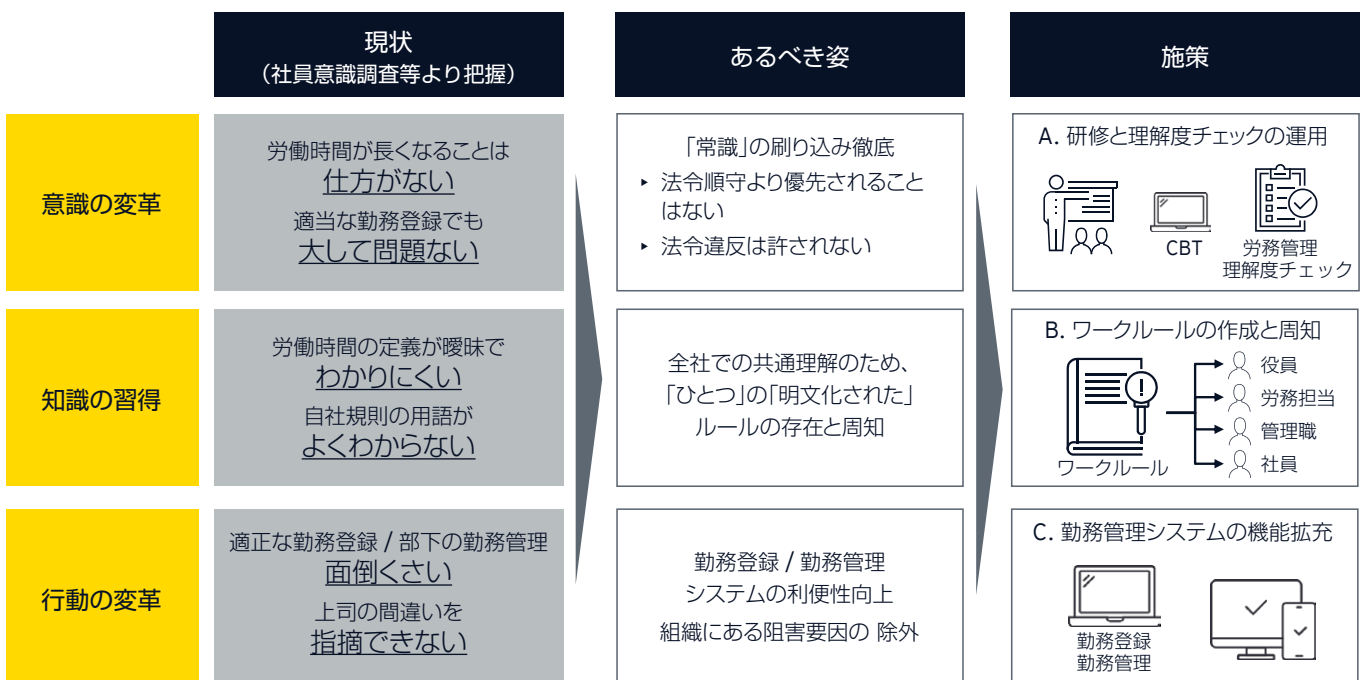 現状
（社員意識調査等より把握）
あるべき姿
施策
意識の変革
労働時間が長くなることは
仕方がない
適当な勤務登録でも
大して問題ない
「常識」の刷り込み徹底
▸ 法令順守より優先されること
はない
▸ 法令違反は許されない
A. 研修と理解度チェックの運用
CBT
労務管理
理解度チェック
知識の習得
労働時間の定義が曖昧で
わかりにくい
自社規則の用語が
よくわからない
全社での共通理解のため、
「ひとつ」の「明文化された」
ルールの存在と周知
B. ワークルールの作成と周知
ワークルール
役員
労務担当
管理職
社員
行動の変革
適正な勤務登録 / 部下の勤務管理
面倒くさい
上司の間違いを
指摘できない
勤務登録 / 勤務管理
システムの利便性向上
組織にある阻害要因の 除外
C. 勤務管理システムの機能拡充
勤務登録
勤務管理